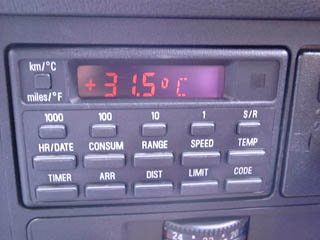 km/°C
+31.5°C
miles/°F
1000 100 10 1 S/R
HR/DATE CONSUM RANGE SPEED TEMP
TIMER ARR DIST LIMIT CODE
24